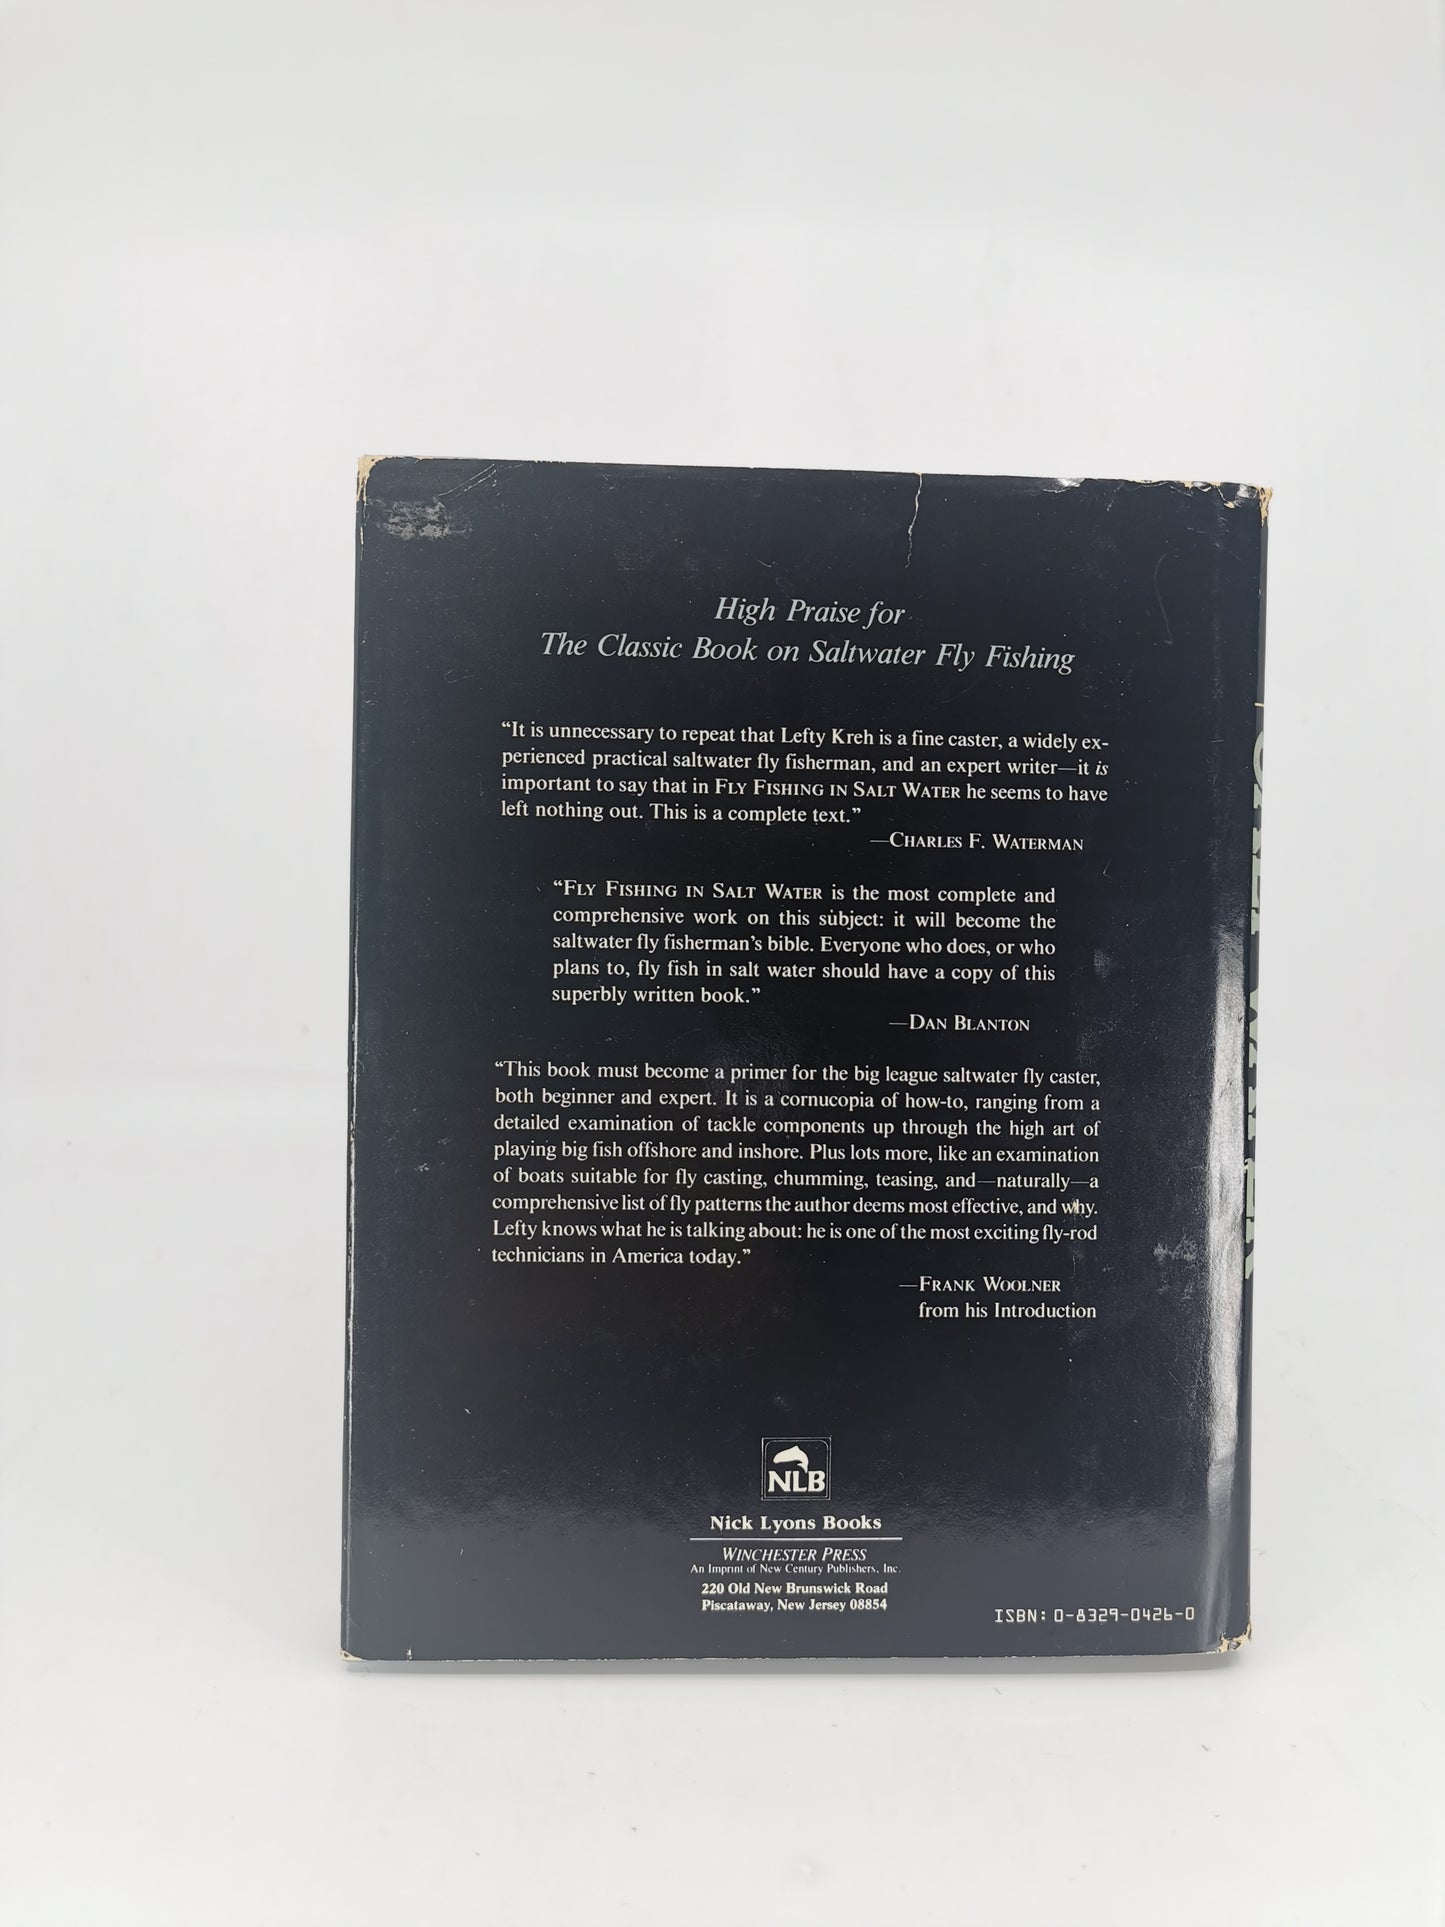 High Praise for
The Classic Book on Saltwater Fly Fishing
“It is unnecessary to repeat that Lefty Kreh is a fine caster, a widely ex-
perienced practical saltwater fly fisherman, and an expert writer—it is
important to say that in FLY FISHING IN SALT WATER he seems to have
left nothing out. This is a complete text.”
—CHARLES F. WATERMAN
“FLY FISHING IN SALT WATER is the most complete and
comprehensive work on this subject: it will become the
saltwater fly fisherman’s bible. Everyone who does, or who
plans to, fly fish in salt water should have a copy of this
superbly written book.”
—DAN BLANTON
“This book must become a primer for the big league saltwater fly caster,
both beginner and expert. It is a cornucopia of how-to, ranging from a
detailed examination of tackle components up through the high art of
playing big fish offshore and inshore. Plus lots more, like an examination
of boats suitable for fly casting, chumming, teasing, and—naturally—a
comprehensive list of fly patterns the author deems most effective, and why.
Lefty knows what he is talking about: he is one of the most exciting fly-rod
technicians in America today.”
—FRANK WOOLNER
from his Introduction
NLB
Nick Lyons Books
WINCHESTER PRESS
An Imprint of New Century Publishers, Inc.
220 Old New Brunswick Road
Piscataway, New Jersey 08854
ISBN: 0-8329-0426-0